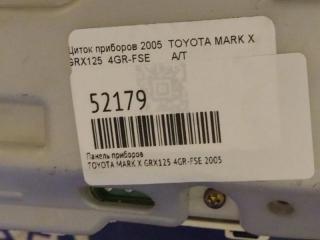 Щиток приборов 2005 TOYOTA MARK X
GRX125 4GR-FSE A/T
52179
Панель приборов
TOYOTA MARK X GRX125 4GR-FSE 2005